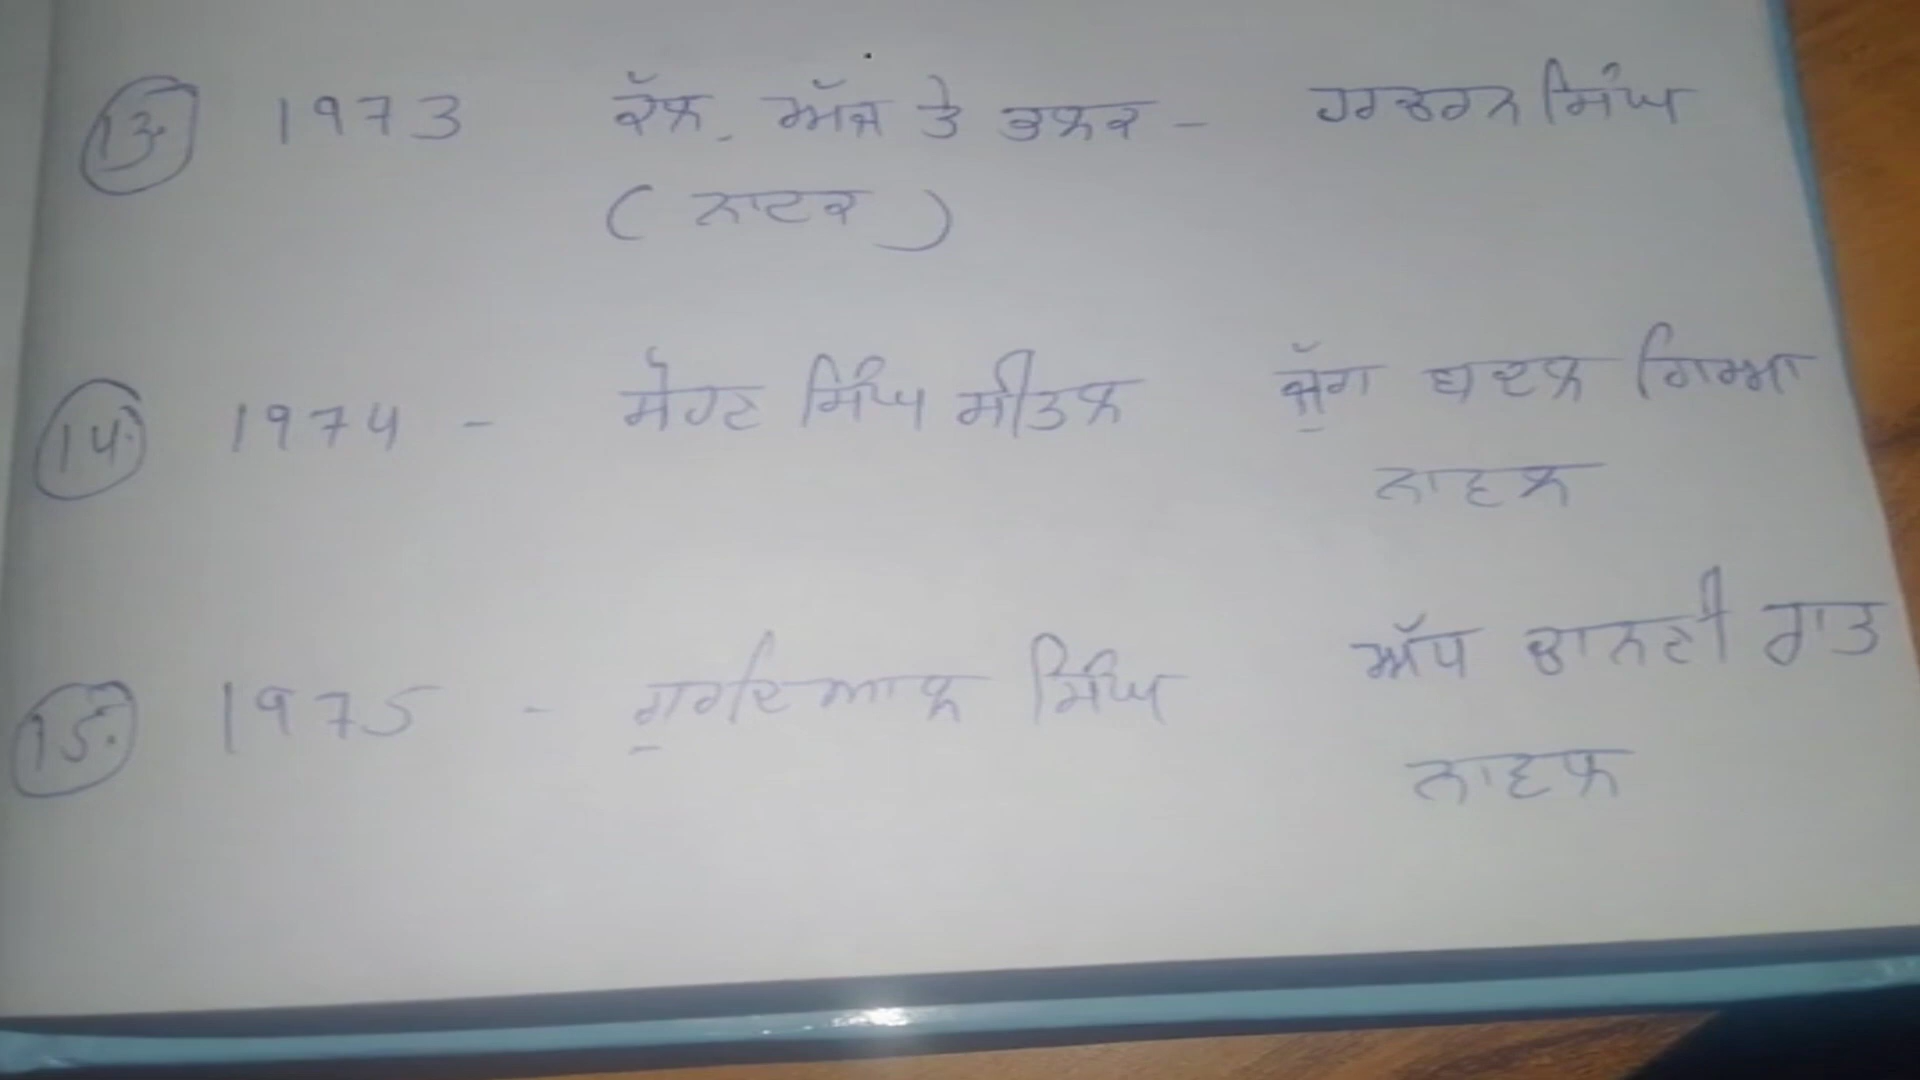 13. 1973 ਕੱਲ, ਅੱਜ ਤੇ ਭਲਕ - ਹਰਚਰਨ ਸਿੰਘ
(ਨਾਟਕ)
14. 1974 - ਸੋਹਣ ਸਿੰਘ ਸੀਤਲ ਜੁੱਗ ਬਦਲ ਗਿਆ
ਨਾਵਲ
15. 1975 - ਗੁਰਦਿਆਲ ਸਿੰਘ ਅੱਧ ਚਾਨਣੀ ਰਾਤ
ਨਾਵਲ